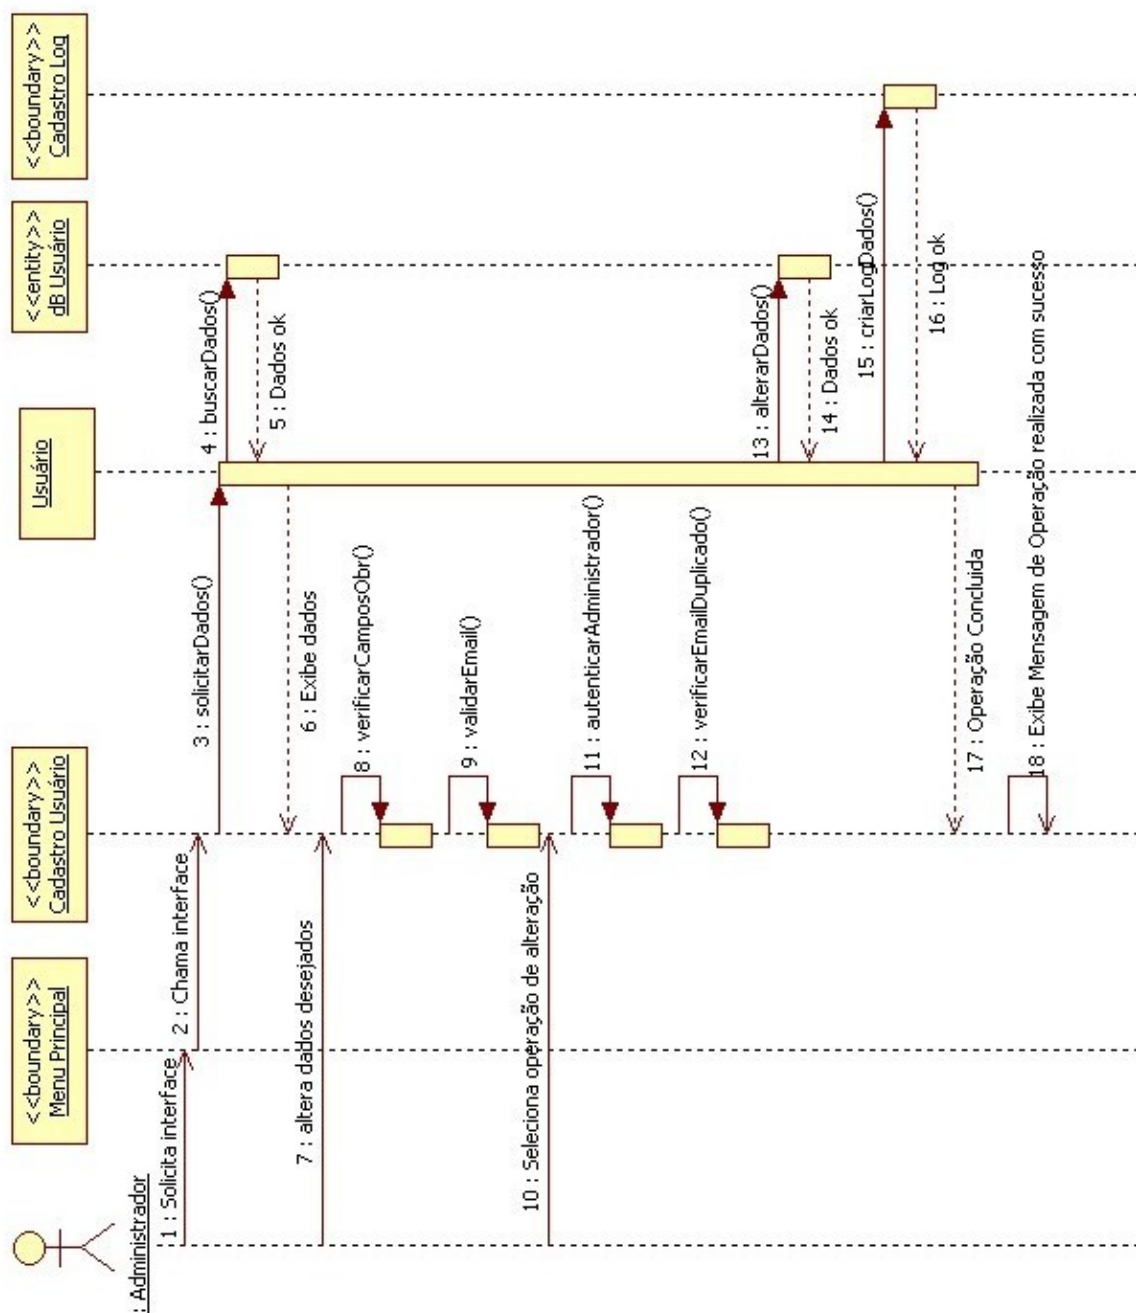 : Administrador
<<boundary>>
Menu Principal
<<boundary>>
Cadastro Usuário
Usuário
<<entity>>
dB Usuário
<<boundary>>
Cadastro Log
1 : Solicita interface
2 : Chama interface
3 : solicitarDados()
4 : buscarDados()
5 : Dados ok
6 : Exibe dados
7 : altera dados desejados
8 : verificarCamposObr()
9 : validarEmail()
10 : Seleciona operação de alteração
11 : autenticarAdministrador()
12 : verificarEmailDuplicado()
13 : alterarDados()
14 : Dados ok
15 : criarLogDados()
16 : Log ok
17 : Operação Concluida
18 : Exibe Mensagem de Operação realizada com sucesso